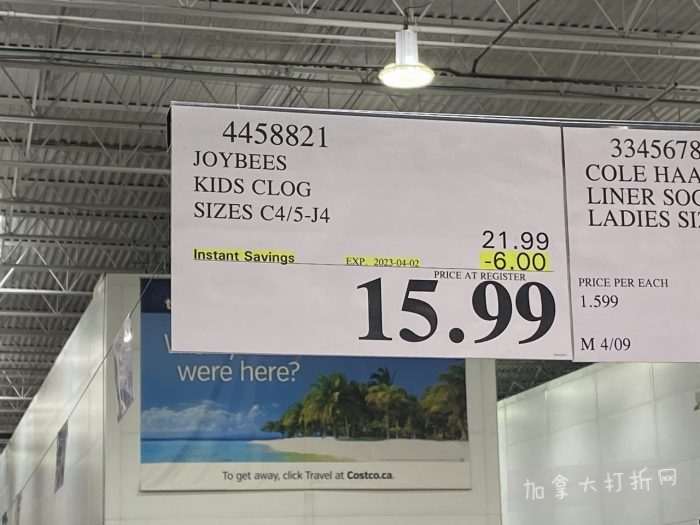 4458821
JOYBEES
KIDS CLOG
SIZES C4/5-J4
21.99
Instant Savings EXP. 2023-04-02 -6.00
PRICE AT REGISTER
15.99
3345678
COLE HAA
LINER SOC
LADIES SI
PRICE PER EACH
1.599
M 4/09
were here?
To get away, click Travel at Costco.ca.
加拿大打折网